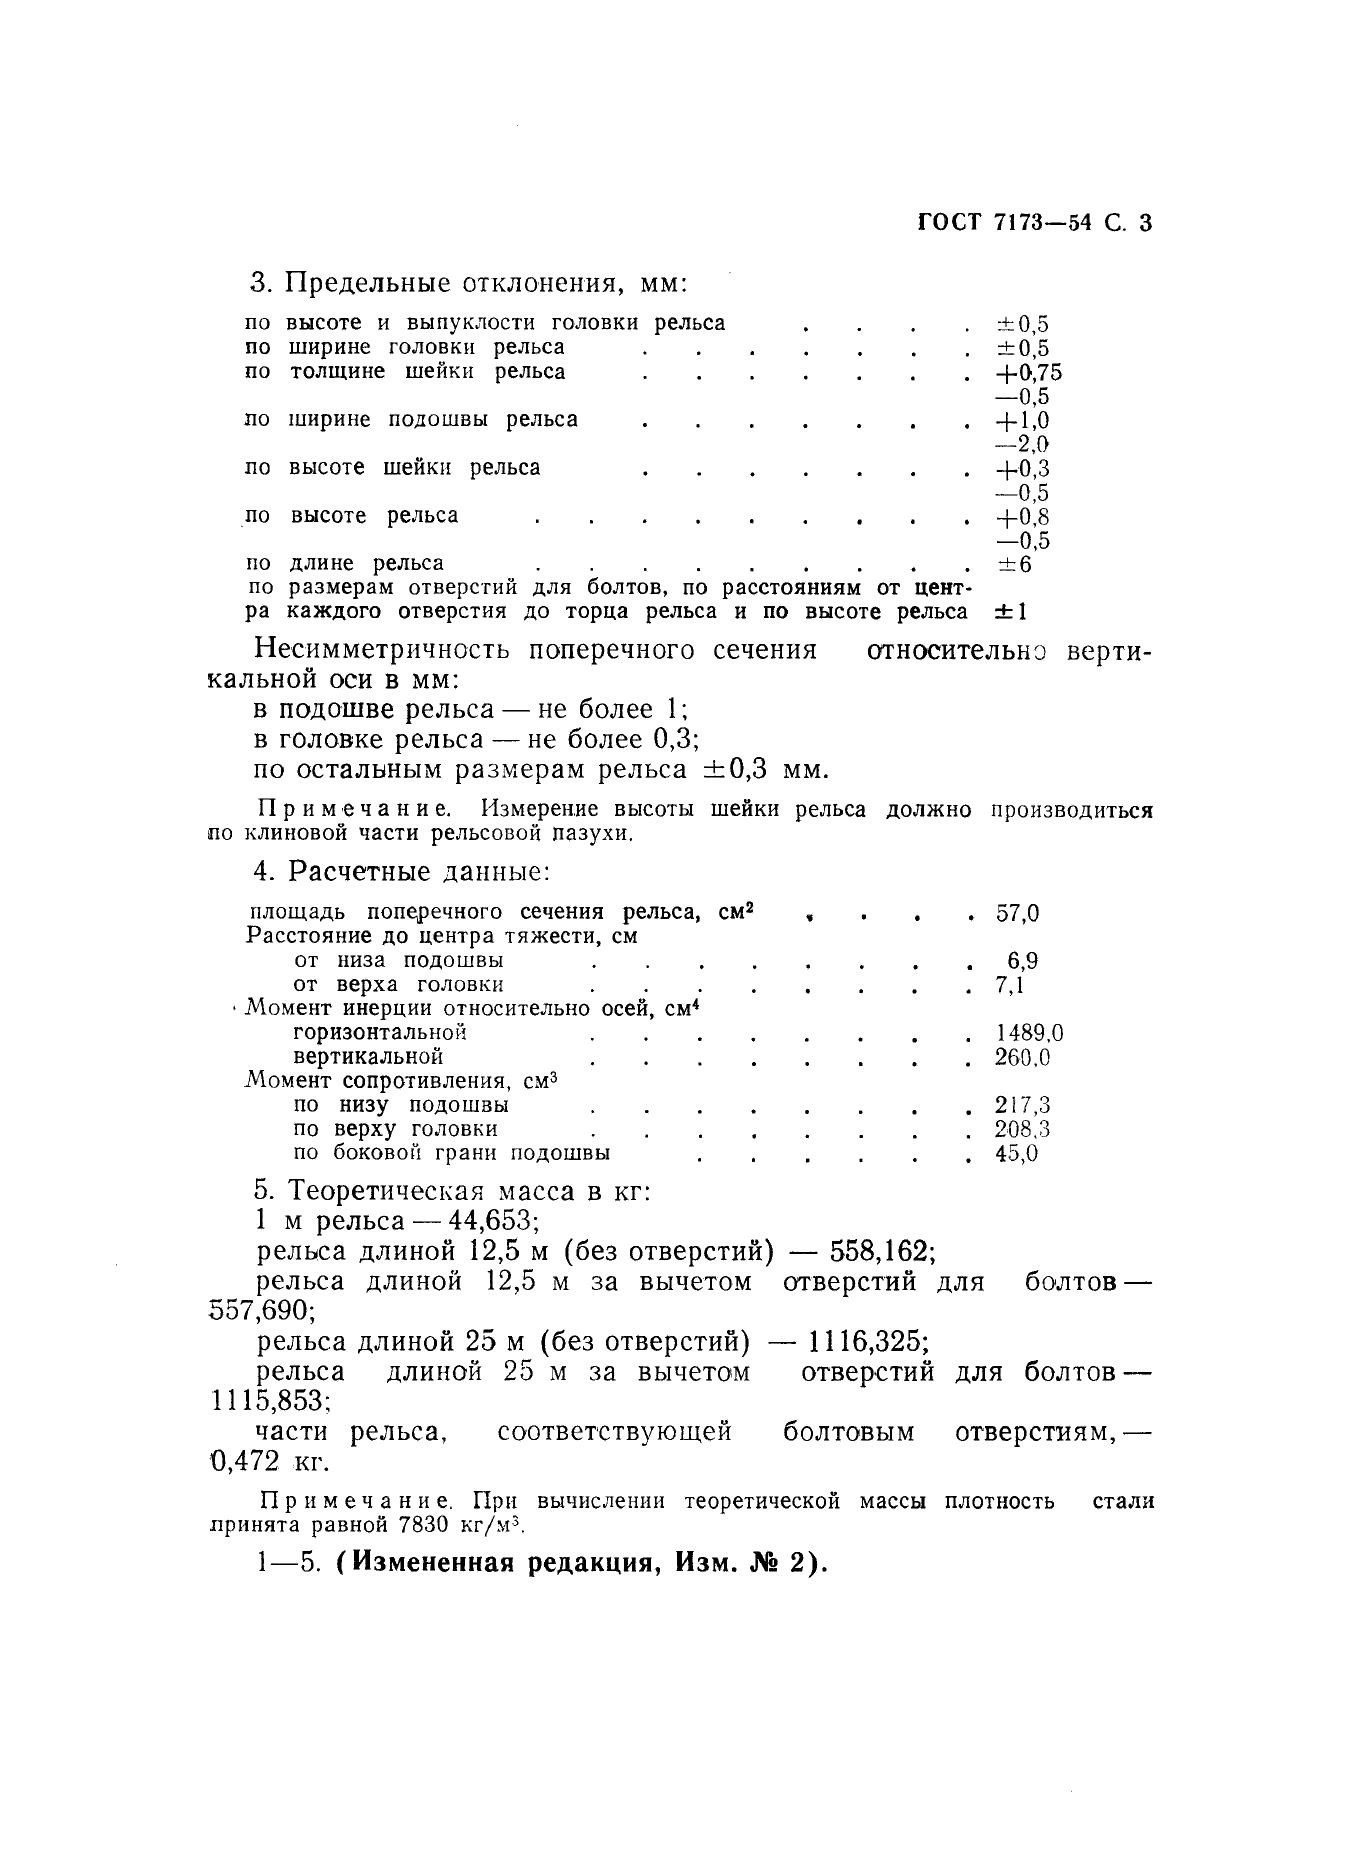 ГОСТ 7173—54 С. 3
3. Предельные отклонения, мм:
по высоте и выпуклости головки рельса . . . . ±0,5
по ширине головки рельса . . . . . . . ±0,5
по толщине шейки рельса . . . . . . . +0,75
—0,5
по ширине подошвы рельса . . . . . . . +1,0
—2,0
по высоте шейки рельса . . . . . . . +0,3
—0,5
по высоте рельса . . . . . . . . . +0,8
—0,5
по длине рельса . . . . . . . . . ±6
по размерам отверстий для болтов, по расстояниям от цент-
ра каждого отверстия до торца рельса и по высоте рельса ±1
Несимметричность поперечного сечения относительно верти-
кальной оси в мм:
в подошве рельса — не более 1;
в головке рельса — не более 0,3;
по остальным размерам рельса ±0,3 мм.
Примечание. Измерение высоты шейки рельса должно производиться
по клиновой части рельсовой пазухи.
4. Расчетные данные:
площадь поперечного сечения рельса, см² . . . . 57,0
Расстояние до центра тяжести, см
от низа подошвы . . . . . . . . 6,9
от верха головки . . . . . . . . 7,1
Момент инерции относительно осей, см⁴
горизонтальной . . . . . . . . 1489,0
вертикальной . . . . . . . . 260,0
Момент сопротивления, см³
по низу подошвы . . . . . . . . 217,3
по верху головки . . . . . . . . 208,3
по боковой грани подошвы . . . . . . 45,0
5. Теоретическая масса в кг:
1 м рельса — 44,653;
рельса длиной 12,5 м (без отверстий) — 558,162;
рельса длиной 12,5 м за вычетом отверстий для болтов —
557,690;
рельса длиной 25 м (без отверстий) — 1116,325;
рельса длиной 25 м за вычетом отверстий для болтов —
1115,853;
части рельса, соответствующей болтовым отверстиям, —
0,472 кг.
Примечание. При вычислении теоретической массы плотность стали
принята равной 7830 кг/м³.
1—5. (Измененная редакция, Изм. № 2).